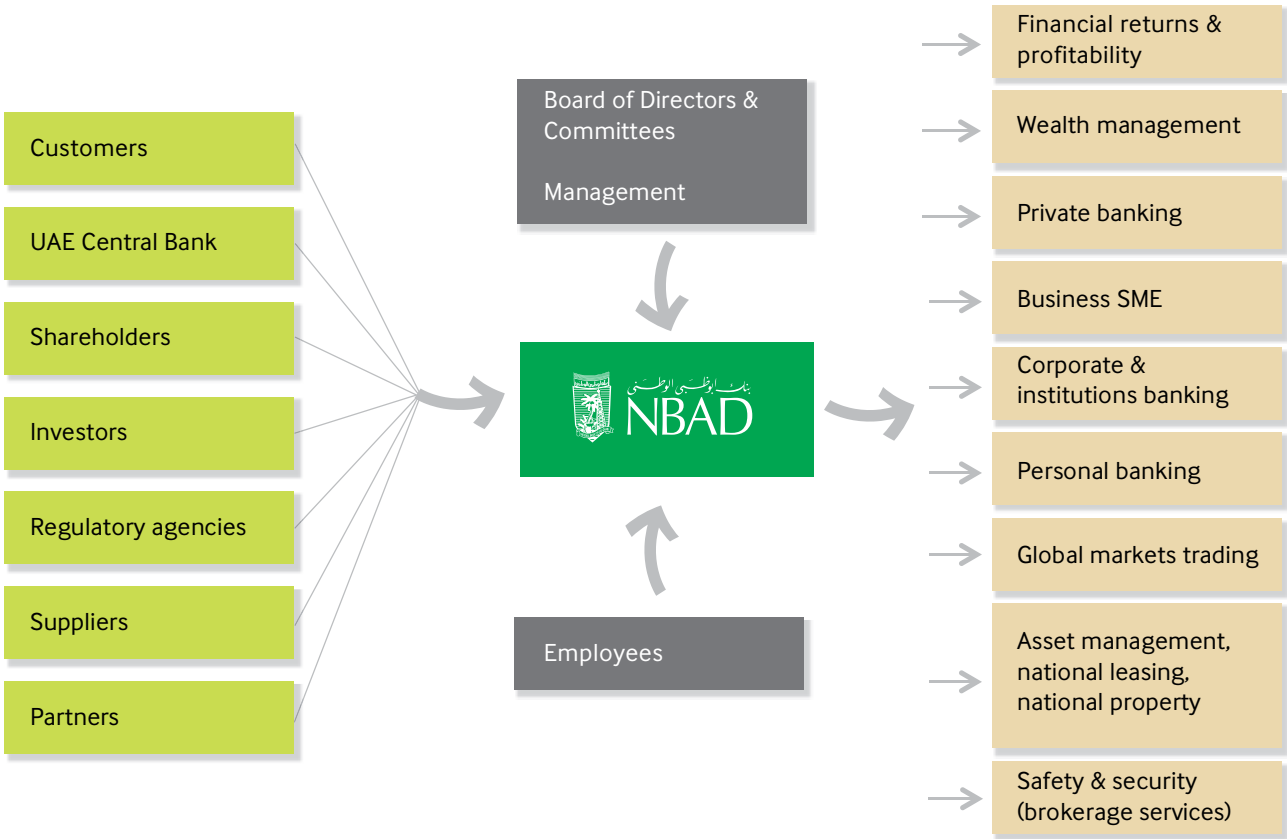 Customers
UAE Central Bank
Shareholders
Investors
Regulatory agencies
Suppliers
Partners
Board of Directors &
Committees
Management
بنك أبوظبي الوطني
NBAD
Employees
Financial returns &
profitability
Wealth management
Private banking
Business SME
Corporate &
institutions banking
Personal banking
Global markets trading
Asset management,
national leasing,
national property
Safety & security
(brokerage services)